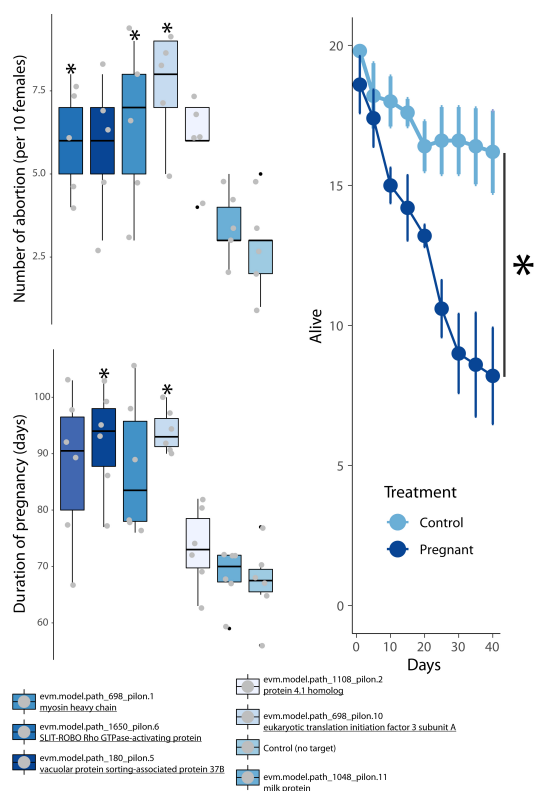 Number of abortion (per 10 females)
7.5
5.0
2.5
*
*
*
Duration of pregnancy (days)
100
90
80
70
60
*
*
Alive
20
15
10
5
0
*
Treatment
Control
Pregnant
0
10
20
30
40
Days
evm.model.path_698_pilon.1
myosin heavy chain
evm.model.path_1650_pilon.6
SLIT-ROBO Rho GTPase-activating protein
evm.model.path_180_pilon.5
vacuolar protein sorting-associated protein 37B
evm.model.path_1108_pilon.2
protein 4.1 homolog
evm.model.path_698_pilon.10
eukaryotic translation initiation factor 3 subunit A
Control (no target)
evm.model.path_1048_pilon.11
milk protein